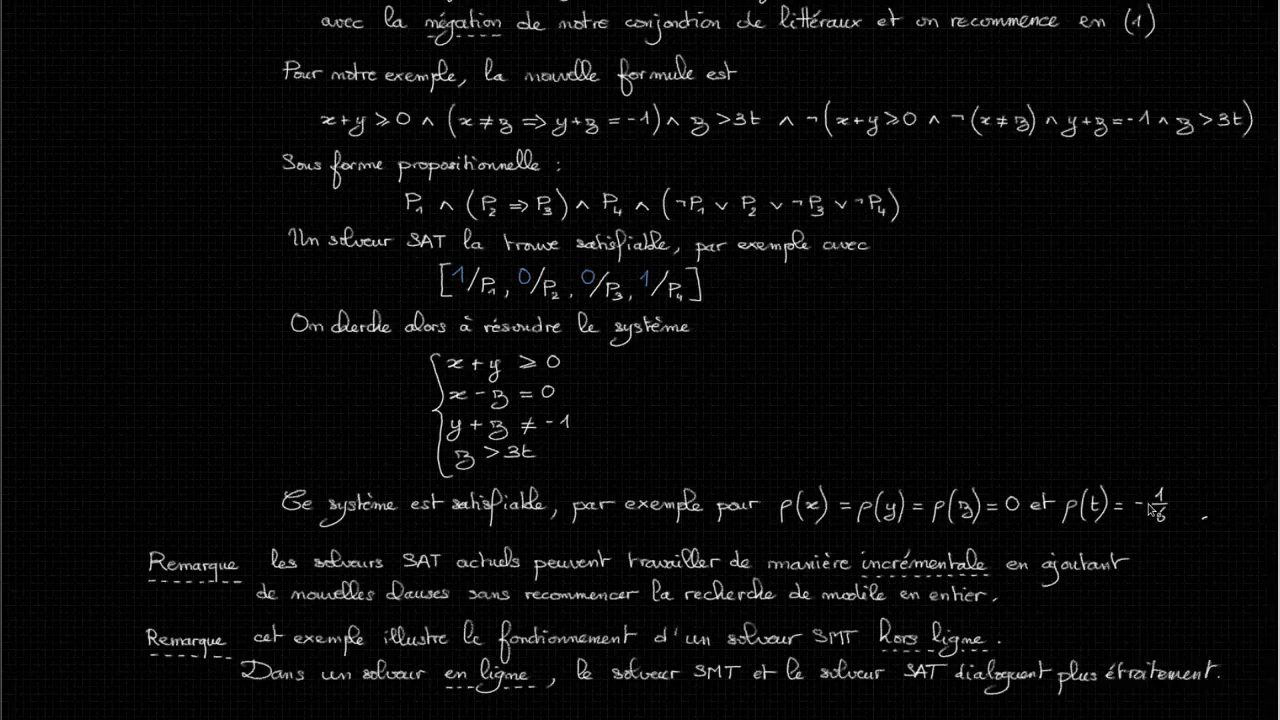 avec la négation de notre conjonction de littéraux et on recommence en (1)
Pour notre exemple, la nouvelle formule est
x+y ⩾ 0 ∧ (x ≠ z ⇒ y+z = -1) ∧ z > 3t ∧ ¬(x+y ⩾ 0 ∧ ¬(x ≠ z) ∧ y+z = -1 ∧ z > 3t)
Sous forme propositionnelle :
P₁ ∧ (P₂ ⇒ P₃) ∧ P₄ ∧ (¬P₁ ∨ P₂ ∨ ¬P₃ ∨ ¬P₄)
Un solveur SAT la trouve satisfiable, par exemple avec
[1/P₁, 0/P₂, 0/P₃, 1/P₄]
On cherche alors à résoudre le système
x + y ⩾ 0
x - z = 0
y + z ≠ -1
z > 3t
Ce système est satisfiable, par exemple pour ρ(x) = ρ(y) = ρ(z) = 0 et ρ(t) = -1/3 .
Remarque les solveurs SAT actuels peuvent travailler de manière incrémentale en ajoutant
de nouvelles clauses sans recommencer la recherche de modèle en entier.
Remarque cet exemple illustre le fonctionnement d'un solveur SMT hors ligne.
Dans un solveur en ligne, le solveur SMT et le solveur SAT dialoguent plus étroitement.